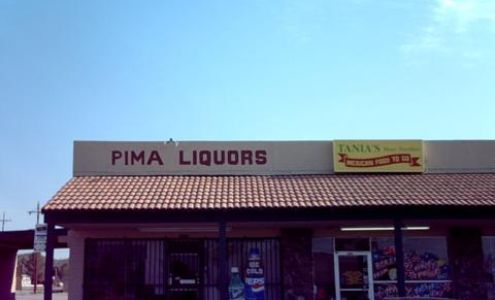 PIMA LIQUORS
TANIA'S
MEXICAN FOOD TO GO
ICE
COLD
PEPSI